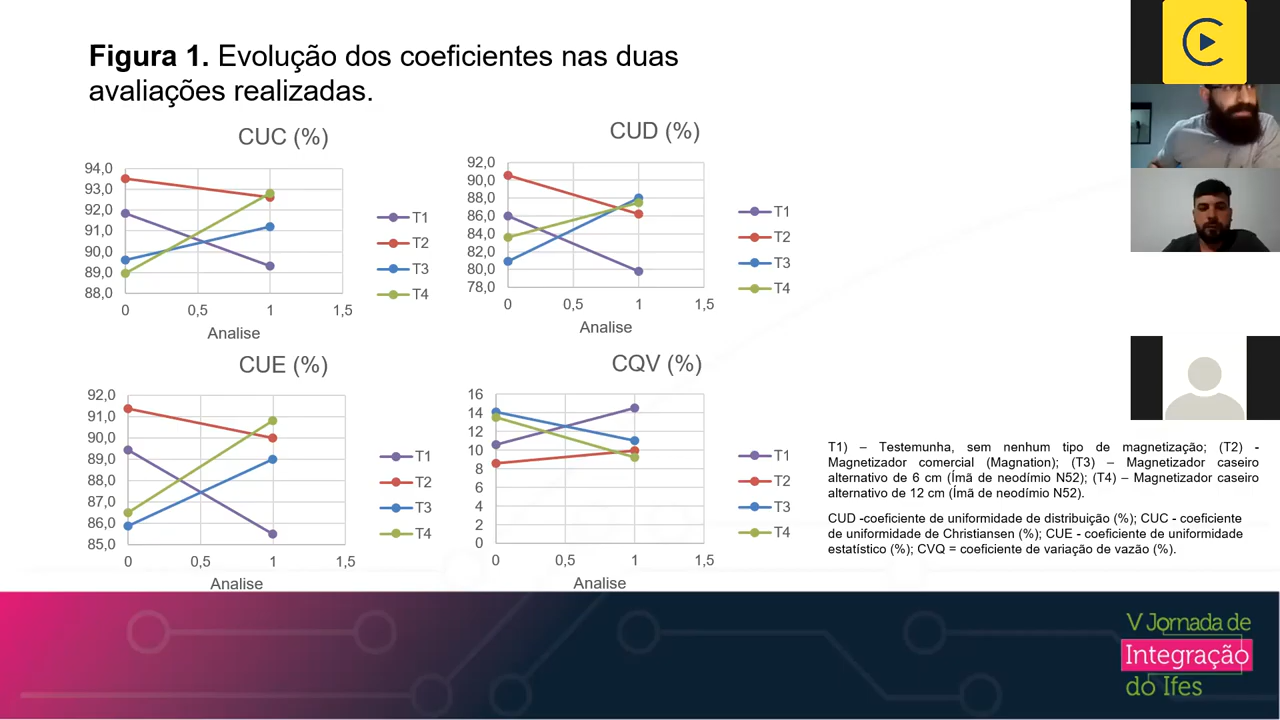 Figura 1. Evolução dos coeficientes nas duas
avaliações realizadas.
CUC (%)
94,0
93,0
92,0
91,0
90,0
89,0
88,0
0 0,5 1 1,5
Analise
T1
T2
T3
T4
CUD (%)
92,0
90,0
88,0
86,0
84,0
82,0
80,0
78,0
0 0,5 1 1,5
Analise
T1
T2
T3
T4
CUE (%)
92,0
91,0
90,0
89,0
88,0
87,0
86,0
85,0
0 0,5 1 1,5
Analise
T1
T2
T3
T4
CQV (%)
16
14
12
10
8
6
4
2
0
0 0,5 1 1,5
Analise
T1
T2
T3
T4
T1) – Testemunha, sem nenhum tipo de magnetização; (T2) -
Magnetizador comercial (Magnation); (T3) – Magnetizador caseiro
alternativo de 6 cm (Ímã de neodímio N52); (T4) – Magnetizador caseiro
alternativo de 12 cm (Ímã de neodímio N52).
CUD -coeficiente de uniformidade de distribuição (%); CUC - coeficiente
de uniformidade de Christiansen (%); CUE - coeficiente de uniformidade
estatístico (%); CVQ = coeficiente de variação de vazão (%).
V Jornada de
Integração
do Ifes